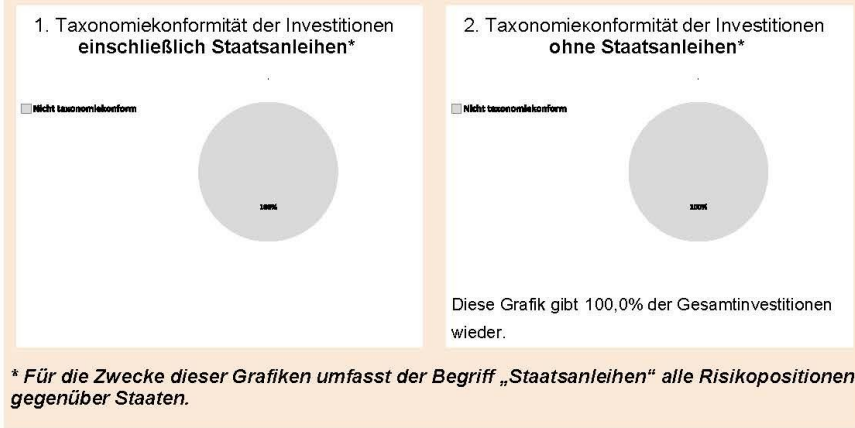 1. Taxonomiekonformität der Investitionen
einschließlich Staatsanleihen*
Nicht taxonomiekonform
100%
2. Taxonomieкonformität der Investitionen
ohne Staatsanleihen*
Nicht taxonomiekonform
100%
Diese Grafik gibt 100,0% der Gesamtinvestitionen
wieder.
* Für die Zwecke dieser Grafiken umfasst der Begriff „Staatsanleihen“ alle Risikopositionen
gegenüber Staaten.